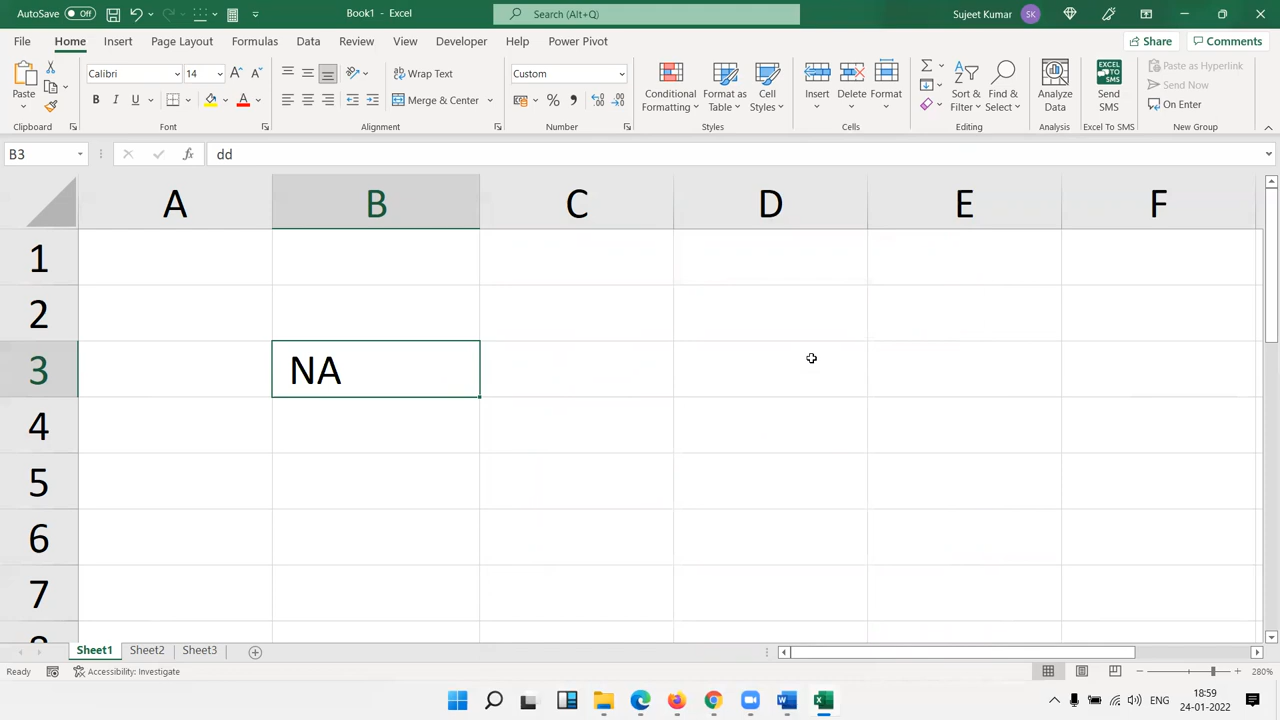 AutoSave Off Book1 - Excel Search (Alt+Q) Sujeet Kumar SK
File Home Insert Page Layout Formulas Data Review View Developer Help Power Pivot Share Comments
Paste Calibri 14 Wrap Text Custom Conditional Formatting Format as Table Cell Styles Insert Delete Format Sort & Filter Find & Select Analyze Data Send SMS Paste as Hyperlink
B I U Merge & Center Send Now
On Enter
Clipboard Font Alignment Number Styles Cells Editing Analysis Excel To SMS New Group
B3 fx dd
A B C D E F
1
2
3 NA
4
5
6
7
8
Sheet1 Sheet2 Sheet3
Ready Accessibility: Investigate 280%
ENG 18:59
24-01-2022